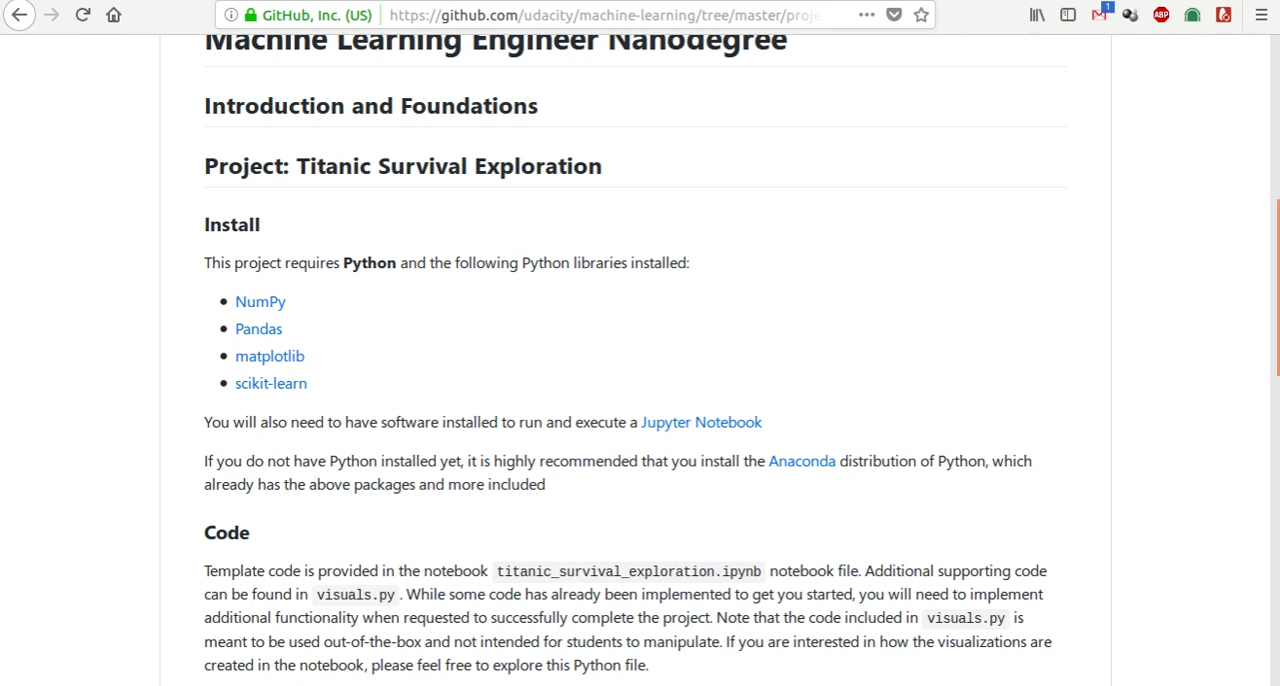 GitHub, Inc. (US) https://github.com/udacity/machine-learning/tree/master/proje
1
ABP
Machine Learning Engineer Nanodegree
Introduction and Foundations
Project: Titanic Survival Exploration
Install
This project requires Python and the following Python libraries installed:
NumPy
Pandas
matplotlib
scikit-learn
You will also need to have software installed to run and execute a Jupyter Notebook
If you do not have Python installed yet, it is highly recommended that you install the Anaconda distribution of Python, which
already has the above packages and more included
Code
Template code is provided in the notebook titanic_survival_exploration.ipynb notebook file. Additional supporting code
can be found in visuals.py. While some code has already been implemented to get you started, you will need to implement
additional functionality when requested to successfully complete the project. Note that the code included in visuals.py is
meant to be used out-of-the-box and not intended for students to manipulate. If you are interested in how the visualizations are
created in the notebook, please feel free to explore this Python file.